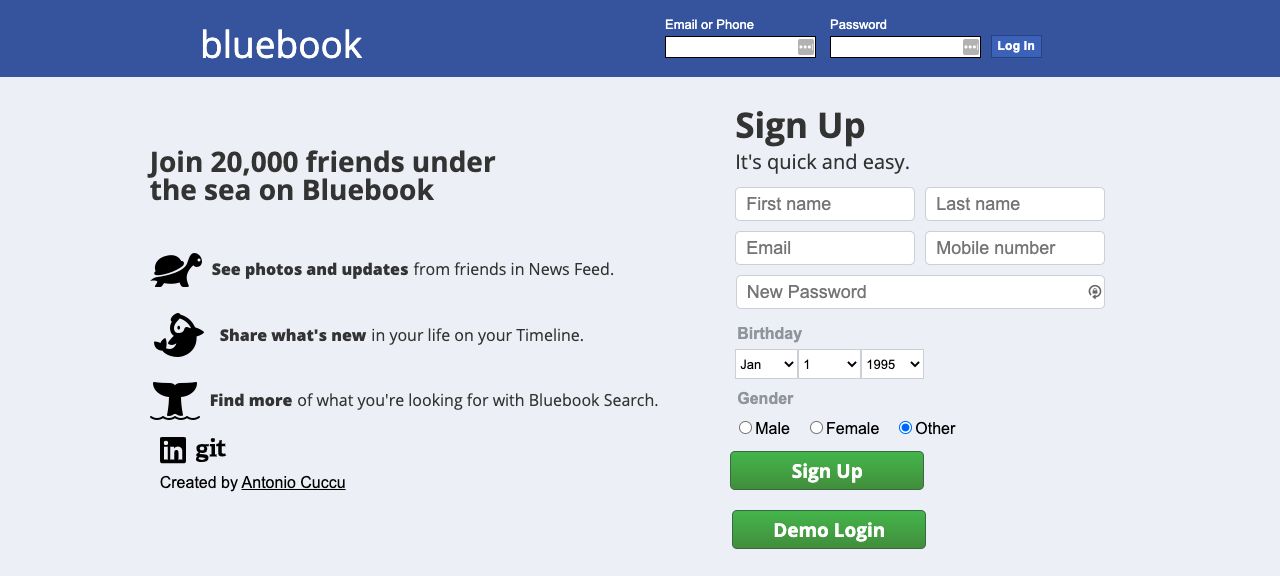 bluebook
Email or Phone
Password
Log In
Join 20,000 friends under
the sea on Bluebook
See photos and updates from friends in News Feed.
Share what's new in your life on your Timeline.
Find more of what you're looking for with Bluebook Search.
in git
Created by Antonio Cuccu
Sign Up
It's quick and easy.
First name
Last name
Email
Mobile number
New Password
Birthday
Jan 1 1995
Gender
Male Female Other
Sign Up
Demo Login